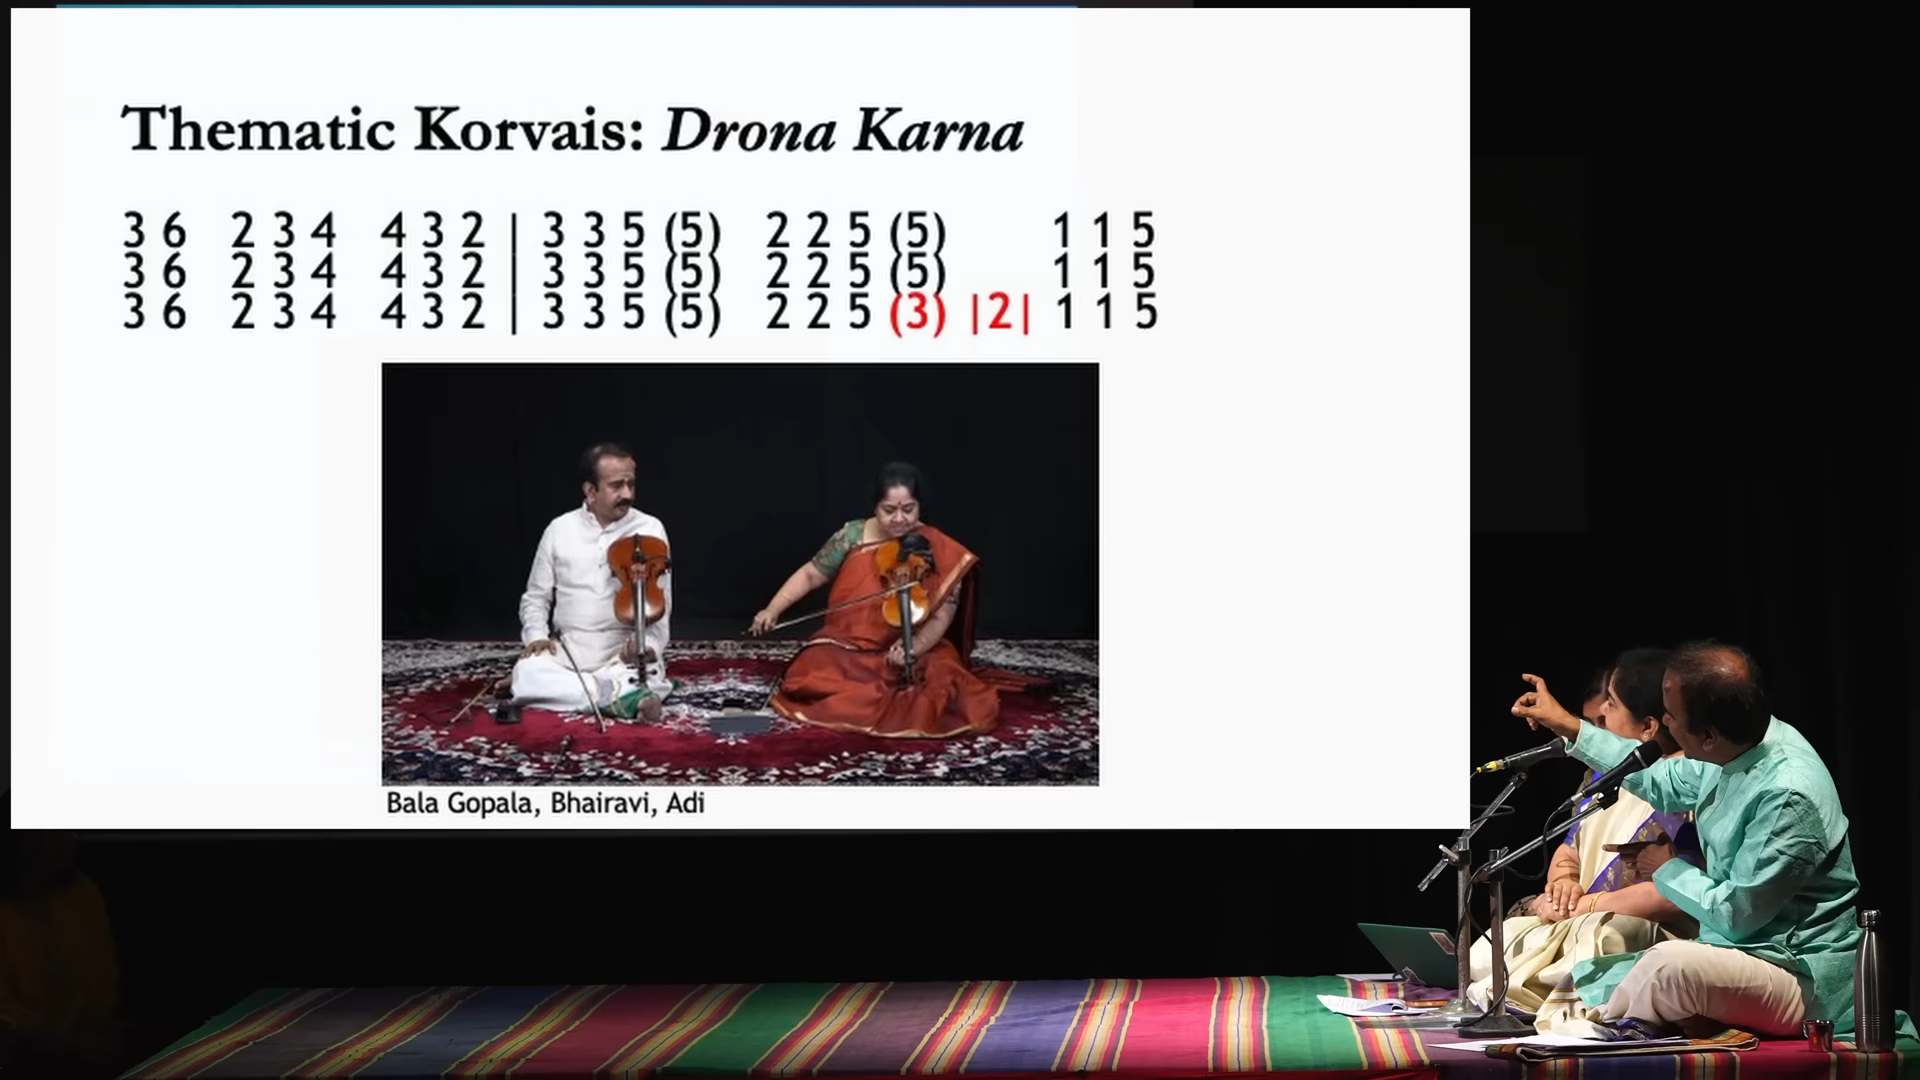 Thematic Korvais: Drona Karna
3 6 2 3 4 4 3 2 | 3 3 5 (5) 2 2 5 (5) 1 1 5
3 6 2 3 4 4 3 2 | 3 3 5 (5) 2 2 5 (5) 1 1 5
3 6 2 3 4 4 3 2 | 3 3 5 (5) 2 2 5 (3) |2| 1 1 5
Bala Gopala, Bhairavi, Adi